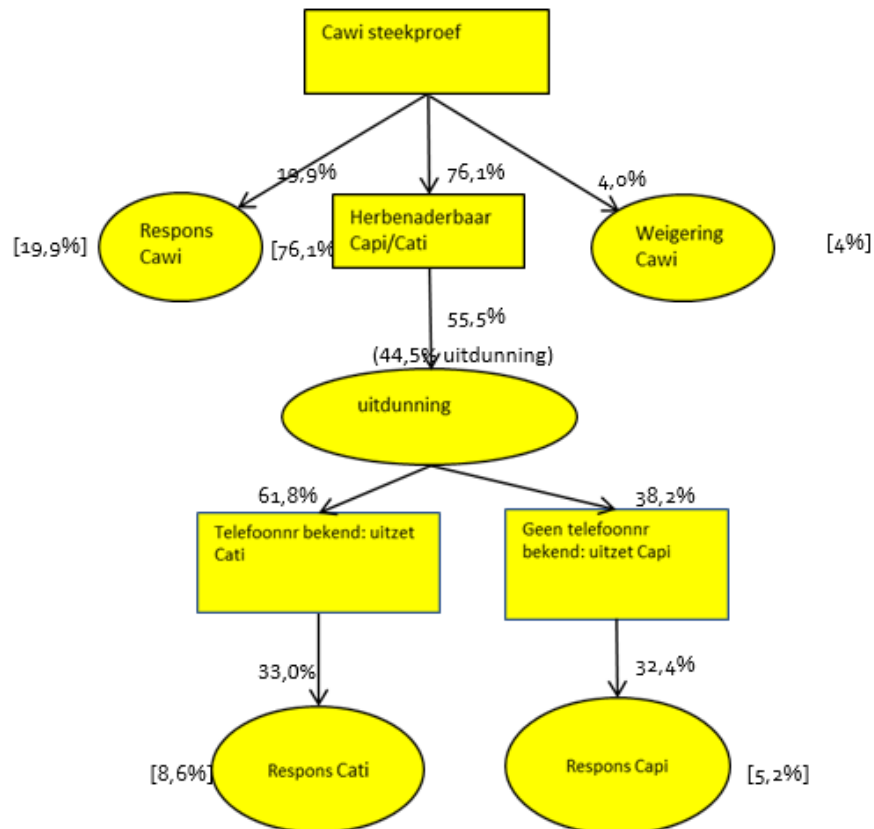 Cawi steekproef
19,9%
76,1%
4,0%
[19,9%]
Respons
Cawi
[76,1%
Herbenaderbaar
Capi/Cati
Weigering
Cawi
[4%]
55,5%
(44,5% uitdunning)
uitdunning
61,8%
38,2%
Telefoonnr bekend: uitzet
Cati
Geen telefoonnr
bekend: uitzet Capi
33,0%
32,4%
[8,6%]
Respons Cati
Respons Capi
[5,2%]